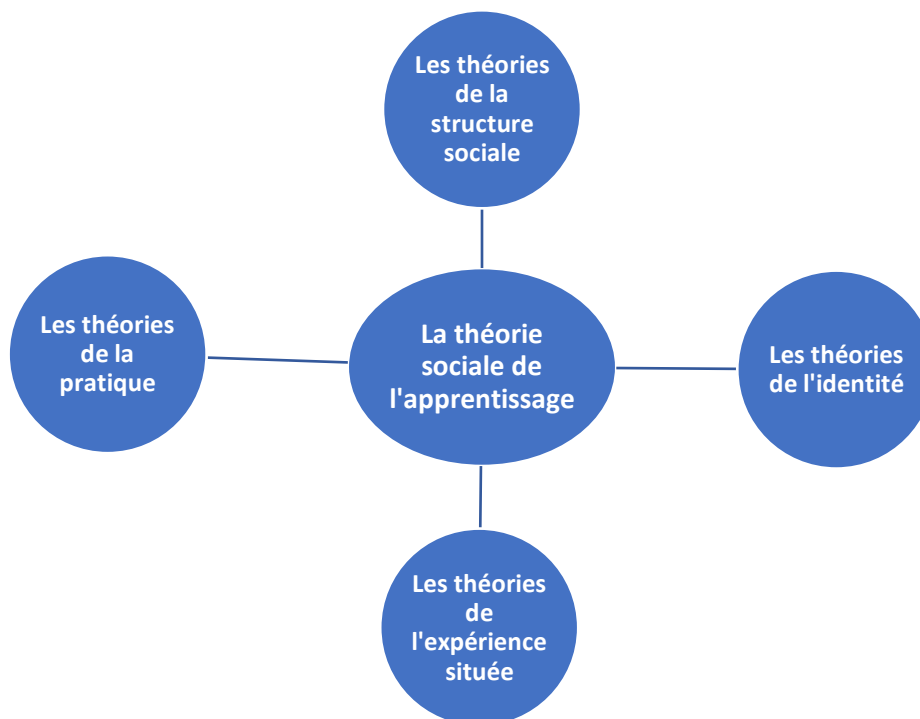 Les théories
de la
structure
sociale
Les théories
de la
pratique
La théorie
sociale de
l'apprentissage
Les théories
de l'identité
Les théories
de
l'expérience
située